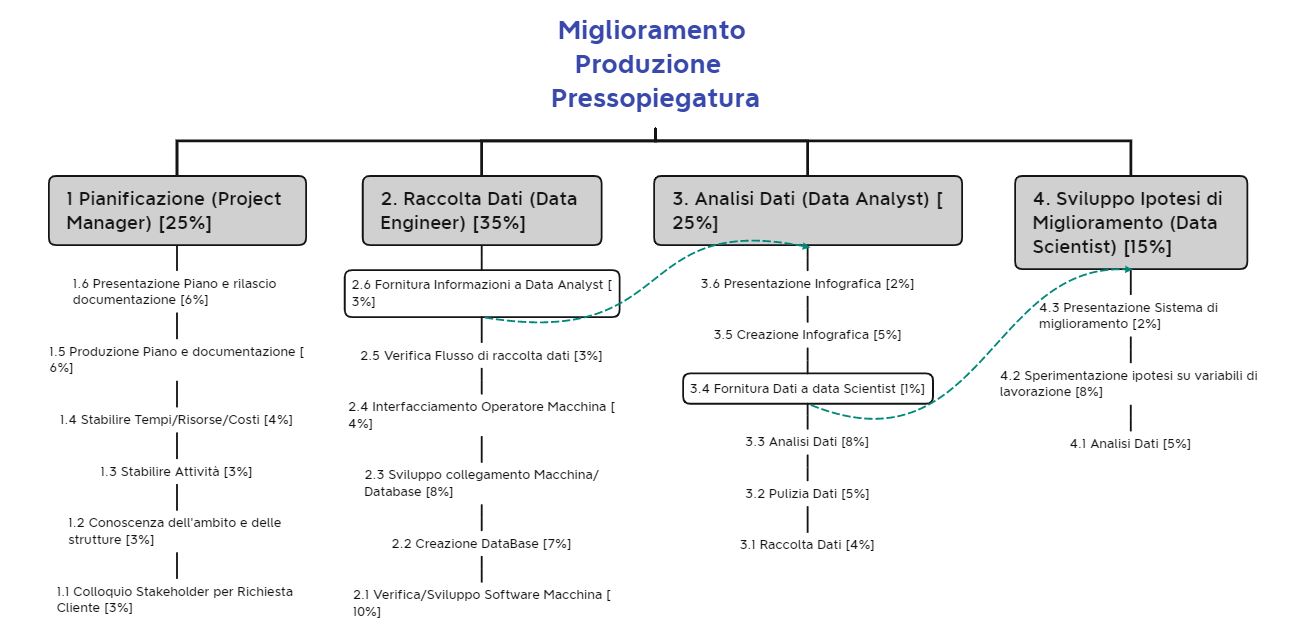 Miglioramento
Produzione
Pressopiegatura
1 Pianificazione (Project
Manager) [25%]
1.6 Presentazione Piano e rilascio
documentazione [6%]
1.5 Produzione Piano e documentazione [
6%]
1.4 Stabilire Tempi/Risorse/Costi [4%]
1.3 Stabilire Attività [3%]
1.2 Conoscenza dell'ambito e delle
strutture [3%]
1.1 Colloquio Stakeholder per Richiesta
Cliente [3%]
2. Raccolta Dati (Data
Engineer) [35%]
2.6 Fornitura Informazioni a Data Analyst [
3%]
2.5 Verifica Flusso di raccolta dati [3%]
2.4 Interfacciamento Operatore Macchina [
4%]
2.3 Sviluppo collegamento Macchina/
Database [8%]
2.2 Creazione DataBase [7%]
2.1 Verifica/Sviluppo Software Macchina [
10%]
3. Analisi Dati (Data Analyst) [
25%]
3.6 Presentazione Infografica [2%]
3.5 Creazione Infografica [5%]
3.4 Fornitura Dati a data Scientist [1%]
3.3 Analisi Dati [8%]
3.2 Pulizia Dati [5%]
3.1 Raccolta Dati [4%]
4. Sviluppo Ipotesi di
Miglioramento (Data
Scientist) [15%]
4.3 Presentazione Sistema di
miglioramento [2%]
4.2 Sperimentazione ipotesi su variabili di
lavorazione [8%]
4.1 Analisi Dati [5%]